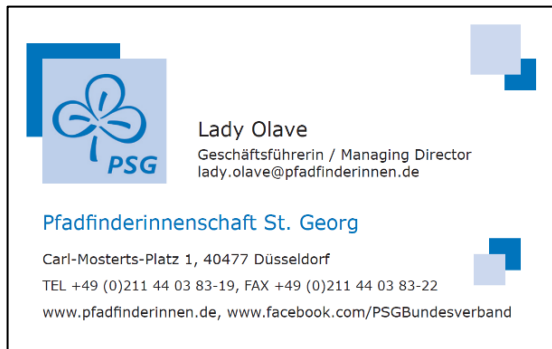 PSG
Lady Olave
Geschäftsführerin / Managing Director
lady.olave@pfadfinderinnen.de
Pfadfinderinnenschaft St. Georg
Carl-Mosterts-Platz 1, 40477 Düsseldorf
TEL +49 (0)211 44 03 83-19, FAX +49 (0)211 44 03 83-22
www.pfadfinderinnen.de, www.facebook.com/PSGBundesverband